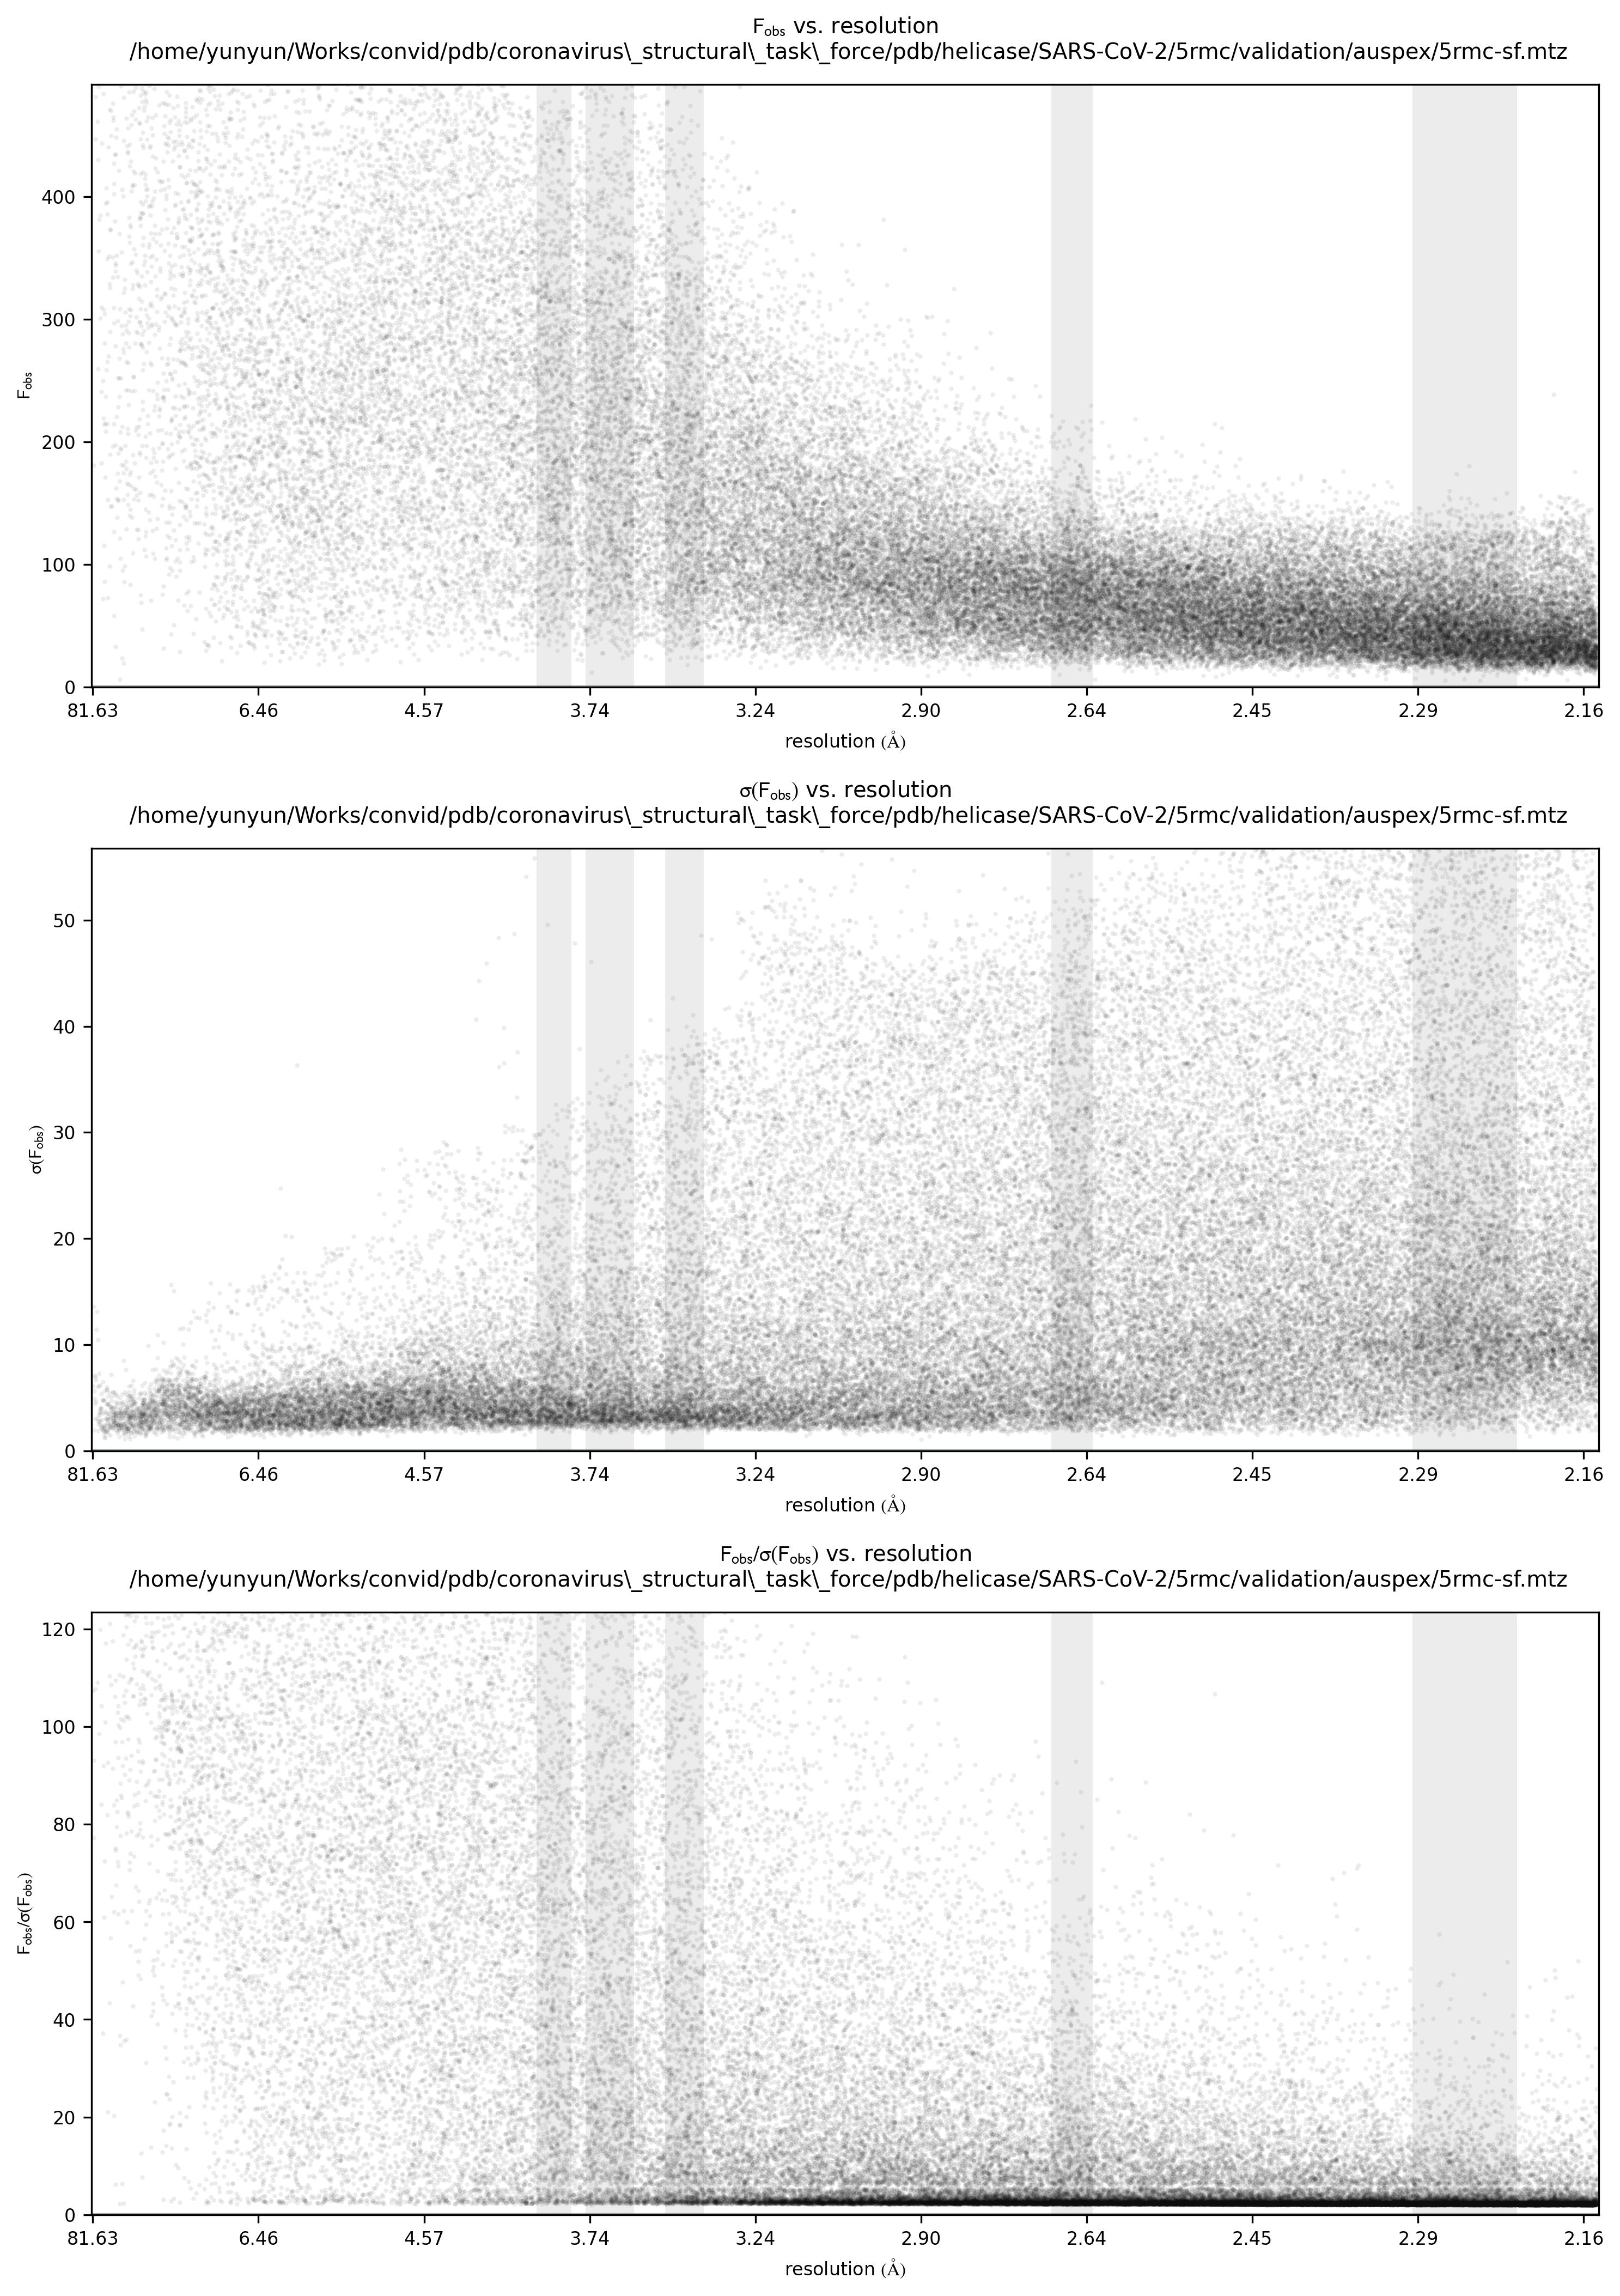 Fobs vs. resolution
/home/yunyun/Works/convid/pdb/coronavirus\_structural\_task\_force/pdb/helicase/SARS-CoV-2/5rmc/validation/auspex/5rmc-sf.mtz
400
300
200
100
0
Fobs
81.63 6.46 4.57 3.74 3.24 2.90 2.64 2.45 2.29 2.16
resolution (Å)
σ(Fobs) vs. resolution
/home/yunyun/Works/convid/pdb/coronavirus\_structural\_task\_force/pdb/helicase/SARS-CoV-2/5rmc/validation/auspex/5rmc-sf.mtz
50
40
30
20
10
0
σ(Fobs)
81.63 6.46 4.57 3.74 3.24 2.90 2.64 2.45 2.29 2.16
resolution (Å)
Fobs/σ(Fobs) vs. resolution
/home/yunyun/Works/convid/pdb/coronavirus\_structural\_task\_force/pdb/helicase/SARS-CoV-2/5rmc/validation/auspex/5rmc-sf.mtz
120
100
80
60
40
20
0
Fobs/σ(Fobs)
81.63 6.46 4.57 3.74 3.24 2.90 2.64 2.45 2.29 2.16
resolution (Å)